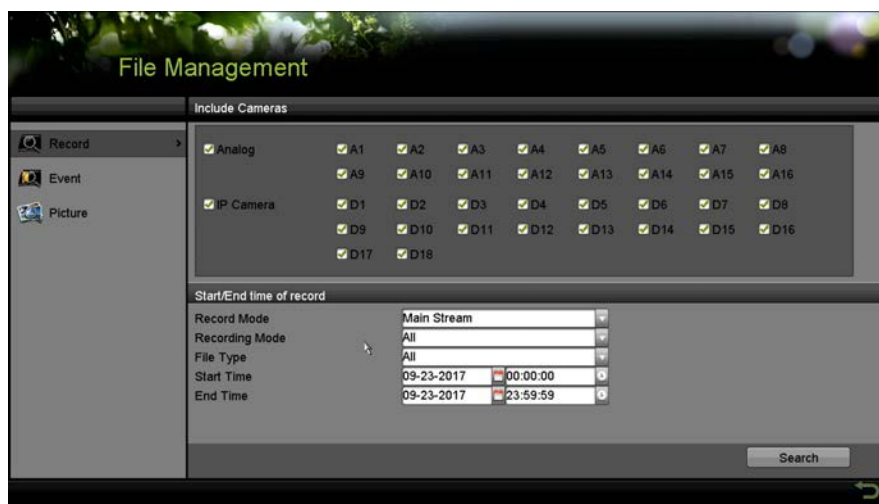 File Management
Include Cameras
Record
Event
Picture
Analog A1 A2 A3 A4 A5 A6 A7 A8
A9 A10 A11 A12 A13 A14 A15 A16
IP Camera D1 D2 D3 D4 D5 D6 D7 D8
D9 D10 D11 D12 D13 D14 D15 D16
D17 D18
Start/End time of record
Record Mode Main Stream
Recording Mode All
File Type All
Start Time 09-23-2017 00:00:00
End Time 09-23-2017 23:59:59
Search